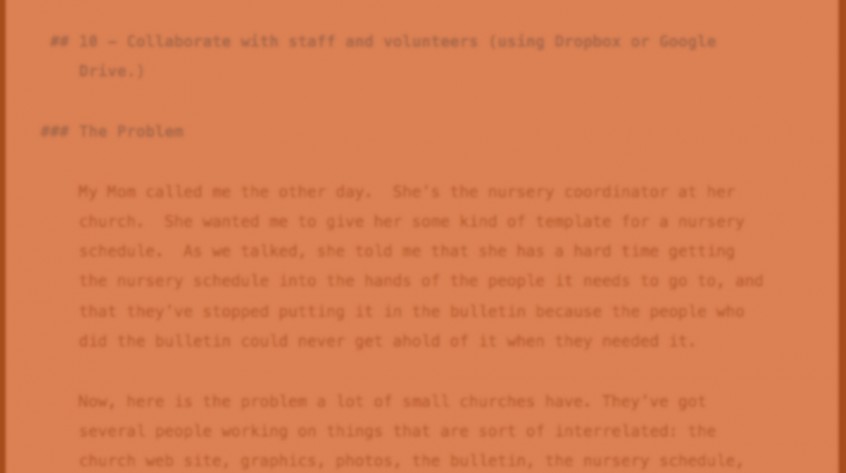 ## 10 – Collaborate with staff and volunteers (using Dropbox or Google
Drive.)
### The Problem
My Mom called me the other day.  She's the nursery coordinator at her
church.  She wanted me to give her some kind of template for a nursery
schedule.  As we talked, she told me that she has a hard time getting
the nursery schedule into the hands of the people it needs to go to, and
that they've stopped putting it in the bulletin because the people who
did the bulletin could never get ahold of it when they needed it.
Now, here is the problem a lot of small churches have. They've got
several people working on things that are sort of interrelated: the
church web site, graphics, photos, the bulletin, the nursery schedule,